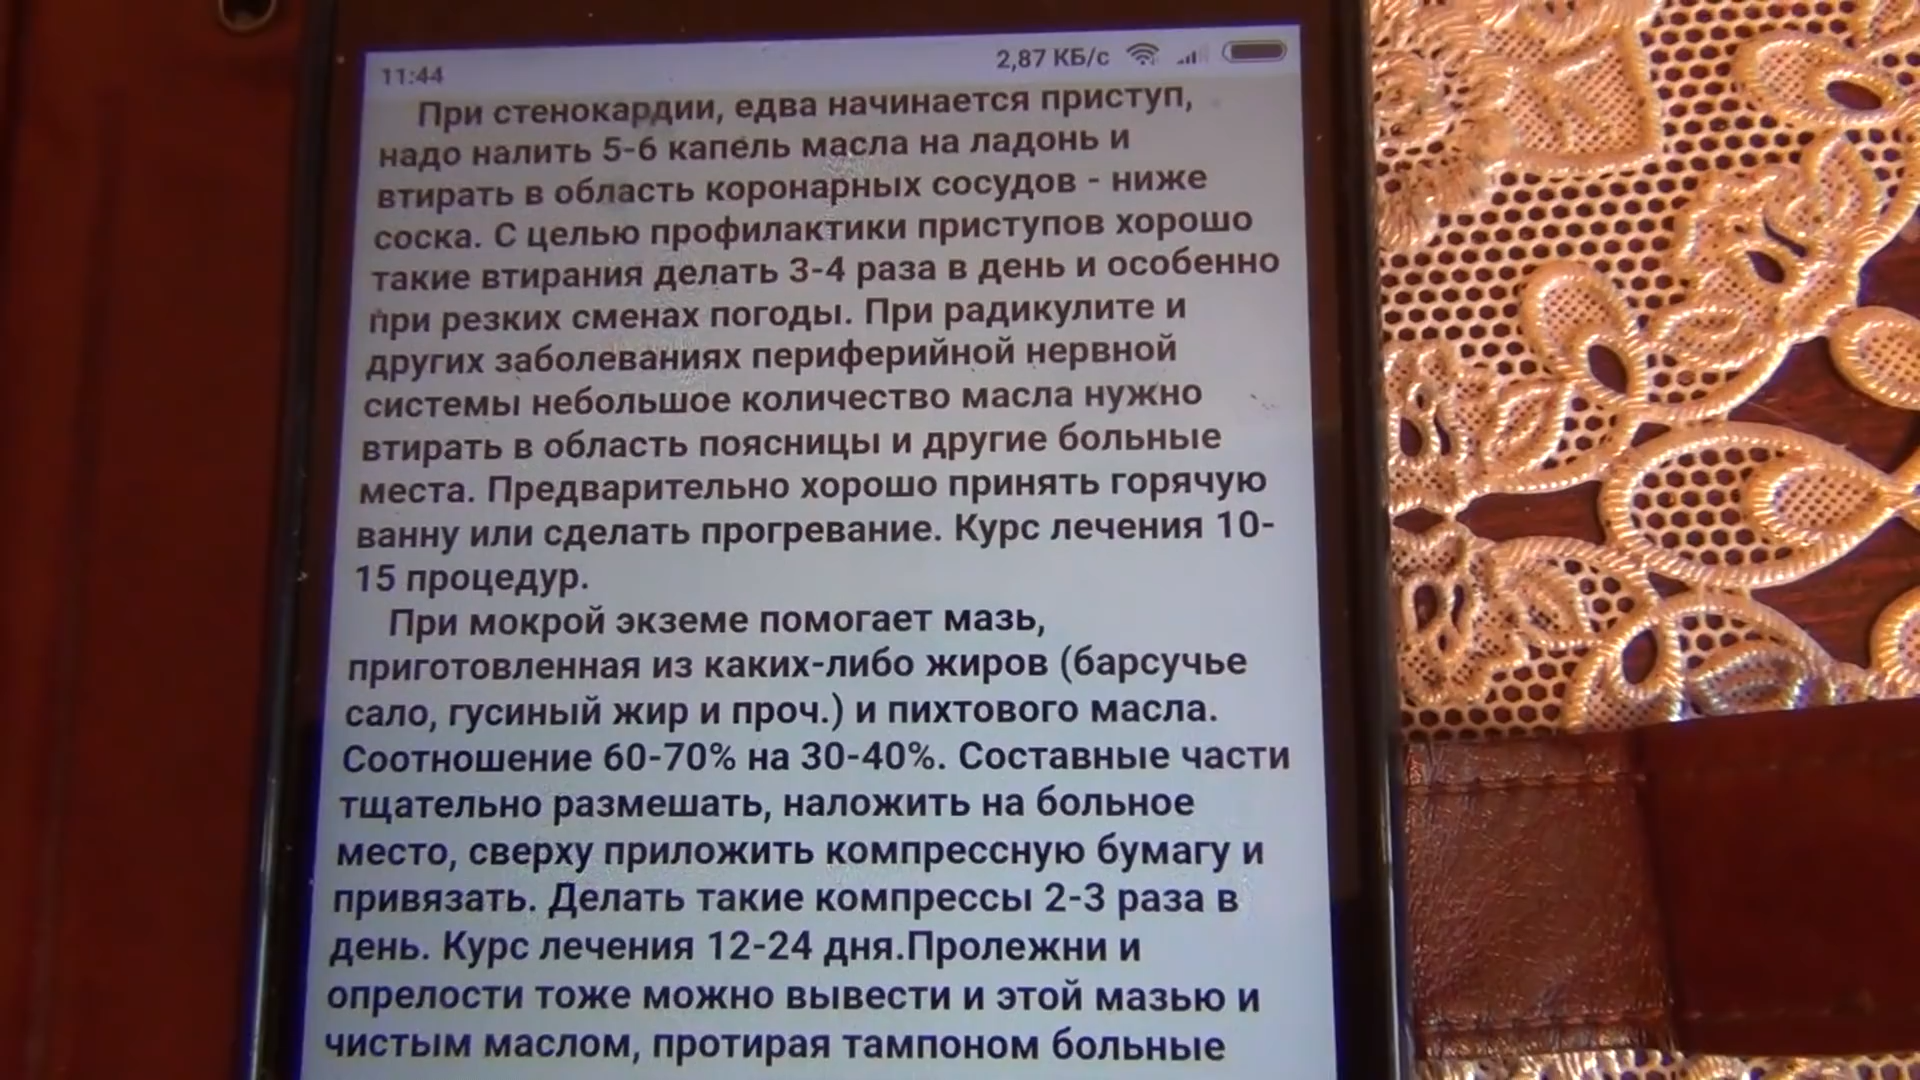 11:44 2,87 КБ/с
При стенокардии, едва начинается приступ,
надо налить 5-6 капель масла на ладонь и
втирать в область коронарных сосудов - ниже
соска. С целью профилактики приступов хорошо
такие втирания делать 3-4 раза в день и особенно
при резких сменах погоды. При радикулите и
других заболеваниях периферийной нервной
системы небольшое количество масла нужно
втирать в область поясницы и другие больные
места. Предварительно хорошо принять горячую
ванну или сделать прогревание. Курс лечения 10-
15 процедур.
При мокрой экземе помогает мазь,
приготовленная из каких-либо жиров (барсучье
сало, гусиный жир и проч.) и пихтового масла.
Соотношение 60-70% на 30-40%. Составные части
тщательно размешать, наложить на больное
место, сверху приложить компрессную бумагу и
привязать. Делать такие компрессы 2-3 раза в
день. Курс лечения 12-24 дня.Пролежни и
опрелости тоже можно вывести и этой мазью и
чистым маслом, протирая тампоном больные